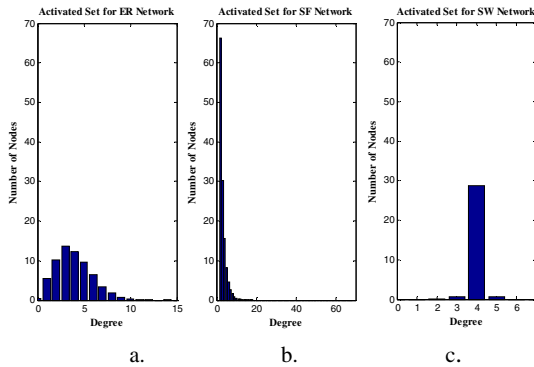 Activated Set for ER Network
Number of Nodes
70
60
50
40
30
20
10
0
0 5 10 15
Degree
a.
Activated Set for SF Network
Number of Nodes
70
60
50
40
30
20
10
0
0 20 40 60
Degree
b.
Activated Set for SW Network
Number of Nodes
70
60
50
40
30
20
10
0
0 1 2 3 4 5 6
Degree
c.